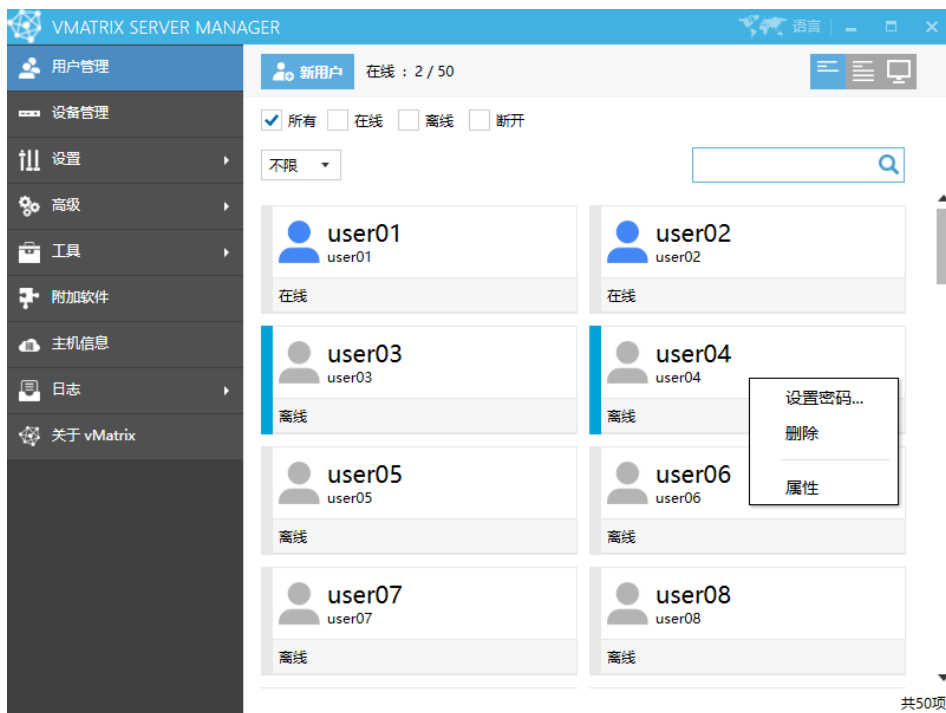 VMATRIX SERVER MANAGER
语言
用户管理
设备管理
设置
高级
工具
附加软件
主机信息
日志
关于 vMatrix
新用户
在线 : 2 / 50
所有 在线 离线 断开
不限
user01
user01
在线
user02
user02
在线
user03
user03
离线
user04
user04
离线
设置密码...
删除
属性
user05
user05
离线
user06
user06
离线
user07
user07
离线
user08
user08
离线
共50项